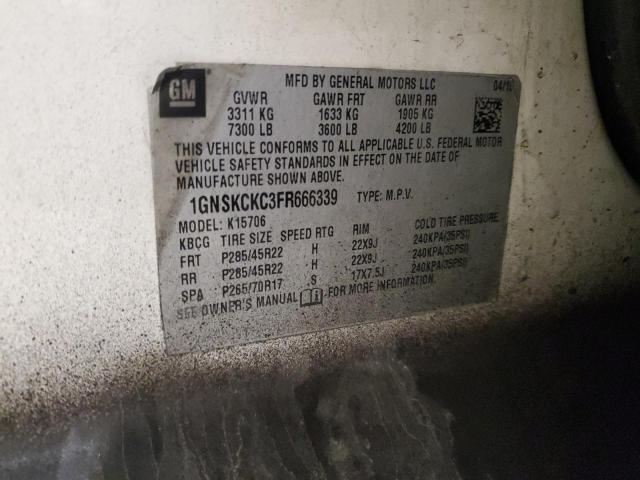 GM
MFD BY GENERAL MOTORS LLC
GVWR GAWR FRT GAWR RR
3311 KG 1633 KG 1905 KG
7300 LB 3600 LB 4200 LB
THIS VEHICLE CONFORMS TO ALL APPLICABLE U.S. FEDERAL MOTOR
VEHICLE SAFETY STANDARDS IN EFFECT ON THE DATE OF
MANUFACTURE SHOWN ABOVE.
1GNSKCKC3FR666339 TYPE: M.P.V.
MODEL: K15706
KBCG TIRE SIZE SPEED RTG RIM COLD TIRE PRESSURE
FRT P285/45R22 H 22X9J 240KPA(35PSI)
RR P285/45R22 H 22X9J 240KPA(35PSI)
SPA P265/70R17 S 17X7.5J 240KPA(35PSI)
SEE OWNER'S MANUAL FOR MORE INFORMATION.